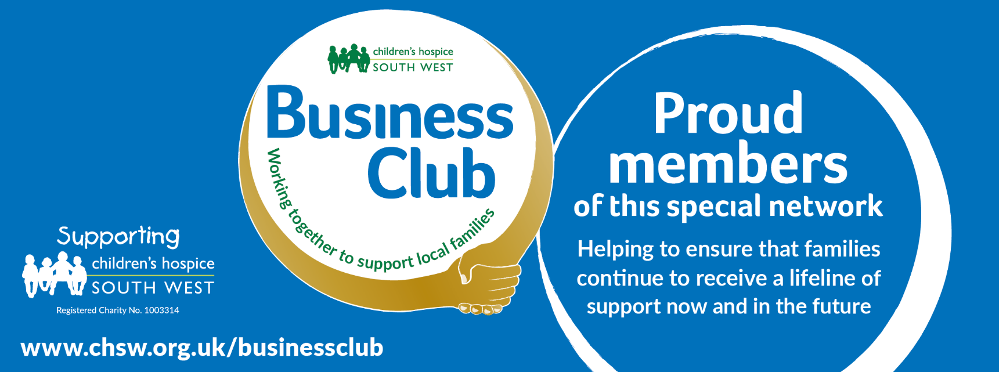 children's hospice
SOUTH WEST
Business
Club
Working together to support local families
Supporting
children's hospice
SOUTH WEST
Registered Charity No. 1003314
www.chsw.org.uk/businessclub
Proud
members
of this special network
Helping to ensure that families
continue to receive a lifeline of
support now and in the future